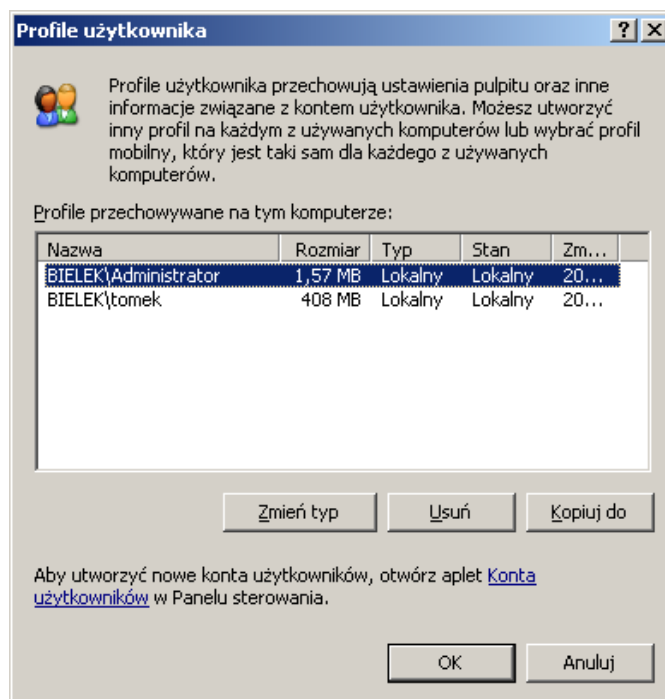 Profile użytkownika
Profile użytkownika przechowują ustawienia pulpitu oraz inne
informacje związane z kontem użytkownika. Możesz utworzyć
inny profil na każdym z używanych komputerów lub wybrać profil
mobilny, który jest taki sam dla każdego z używanych
komputerów.
Profile przechowywane na tym komputerze:
Nazwa Rozmiar Typ Stan Zm...
BIELEK\Administrator 1,57 MB Lokalny Lokalny 20...
BIELEK\tomek 408 MB Lokalny Lokalny 20...
Zmień typ Usuń Kopiuj do
Aby utworzyć nowe konta użytkowników, otwórz aplet Konta
użytkowników w Panelu sterowania.
OK Anuluj